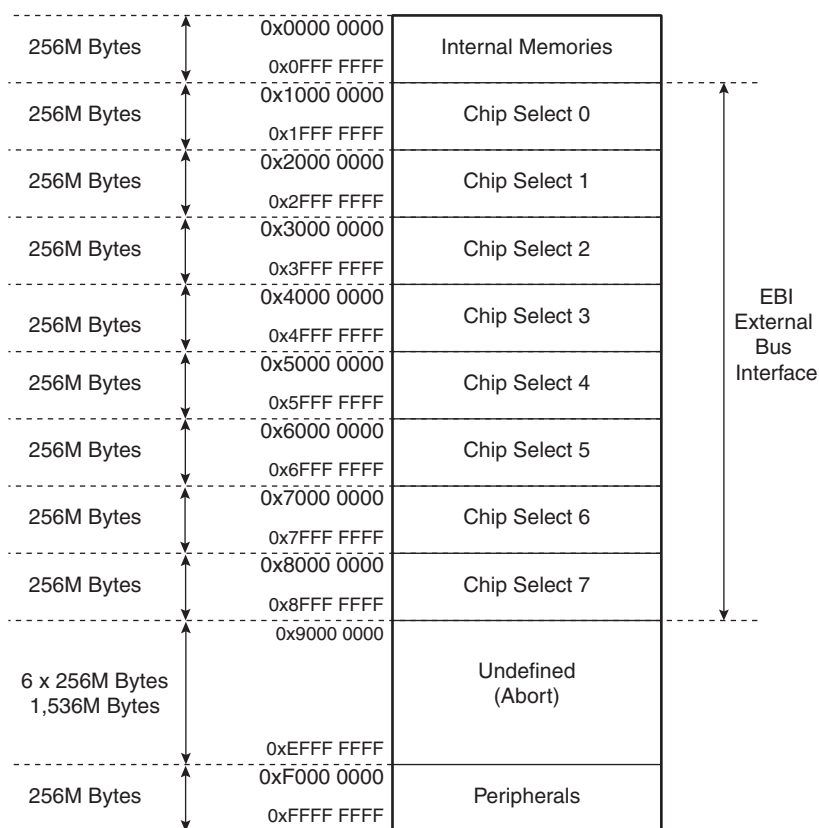 256M Bytes
0x0000 0000
0x0FFF FFFF
Internal Memories
256M Bytes
0x1000 0000
0x1FFF FFFF
Chip Select 0
256M Bytes
0x2000 0000
0x2FFF FFFF
Chip Select 1
256M Bytes
0x3000 0000
0x3FFF FFFF
Chip Select 2
256M Bytes
0x4000 0000
0x4FFF FFFF
Chip Select 3
256M Bytes
0x5000 0000
0x5FFF FFFF
Chip Select 4
256M Bytes
0x6000 0000
0x6FFF FFFF
Chip Select 5
256M Bytes
0x7000 0000
0x7FFF FFFF
Chip Select 6
256M Bytes
0x8000 0000
0x8FFF FFFF
Chip Select 7
EBI
External
Bus
Interface
6 x 256M Bytes
1,536M Bytes
0x9000 0000
0xEFFF FFFF
Undefined
(Abort)
256M Bytes
0xF000 0000
0xFFFF FFFF
Peripherals